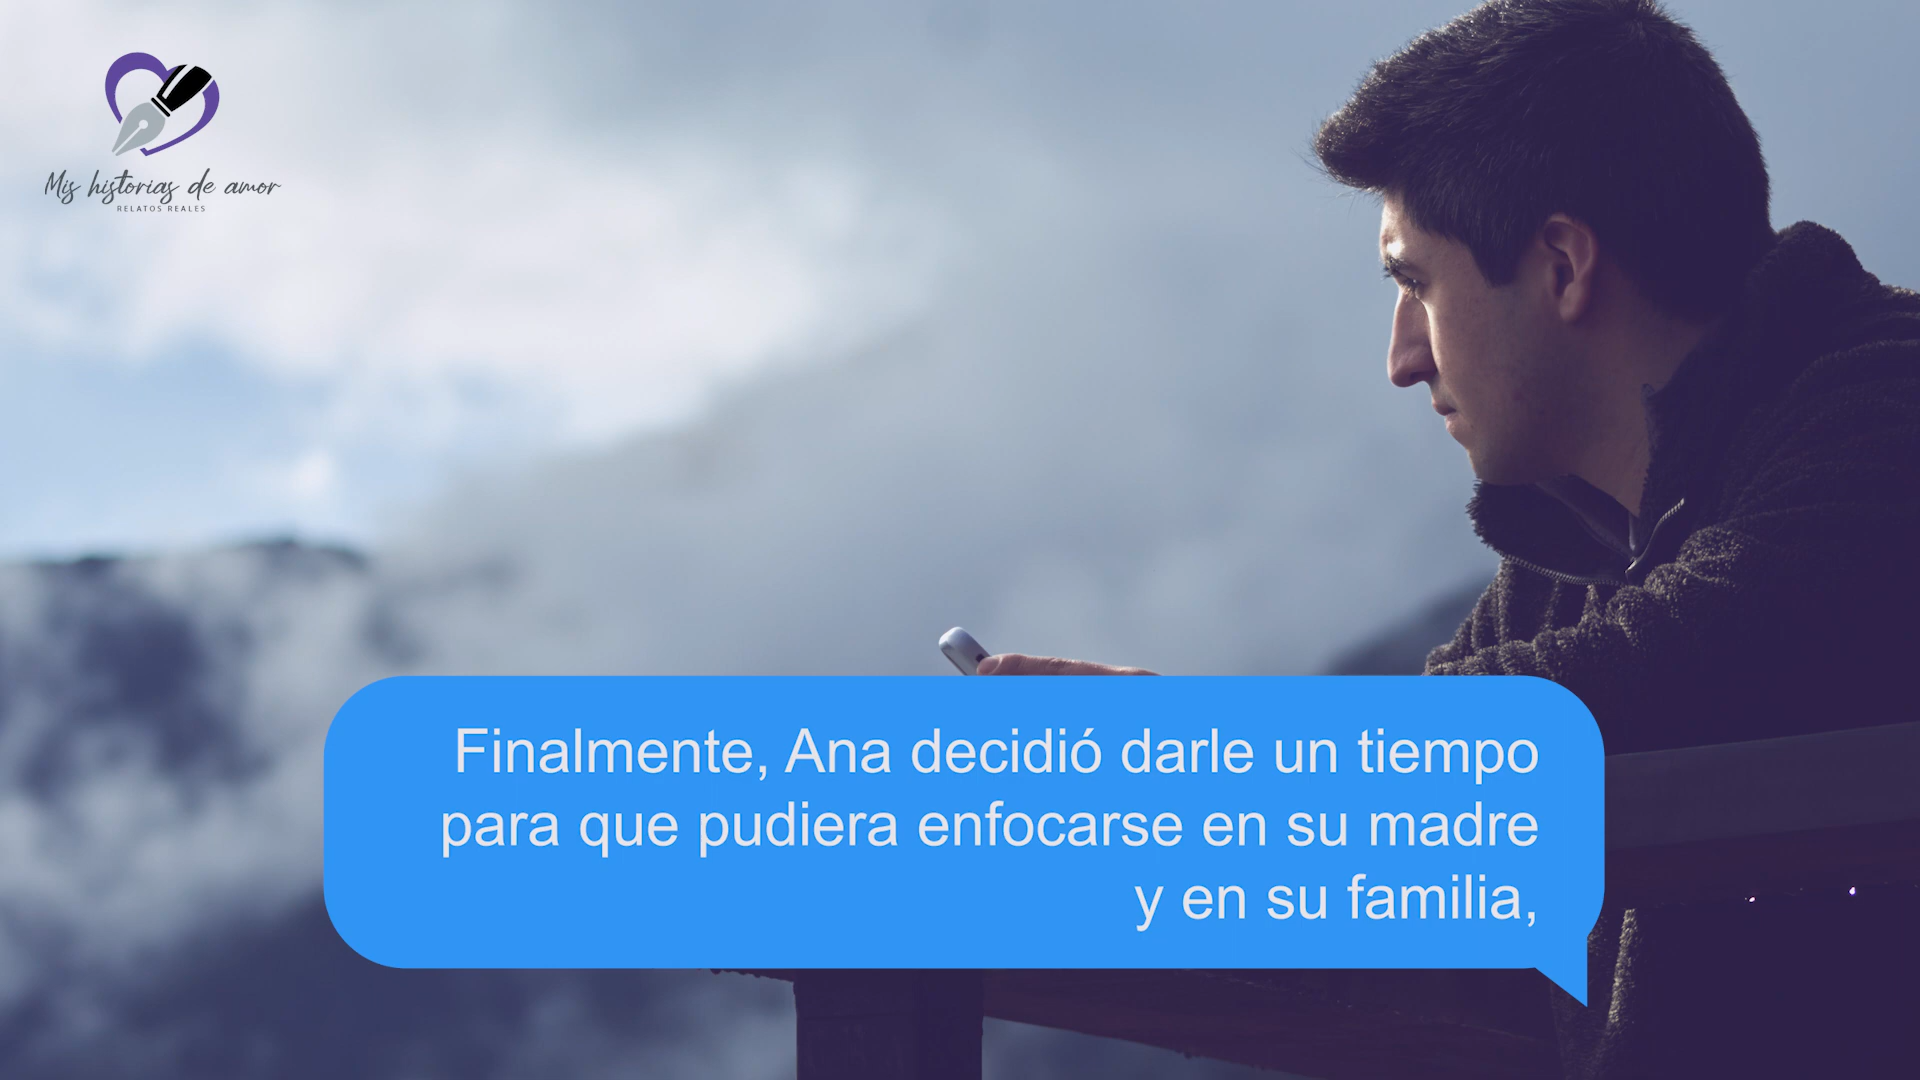 Mis historias de amor
RELATOS REALES
Finalmente, Ana decidió darle un tiempo
para que pudiera enfocarse en su madre
y en su familia,